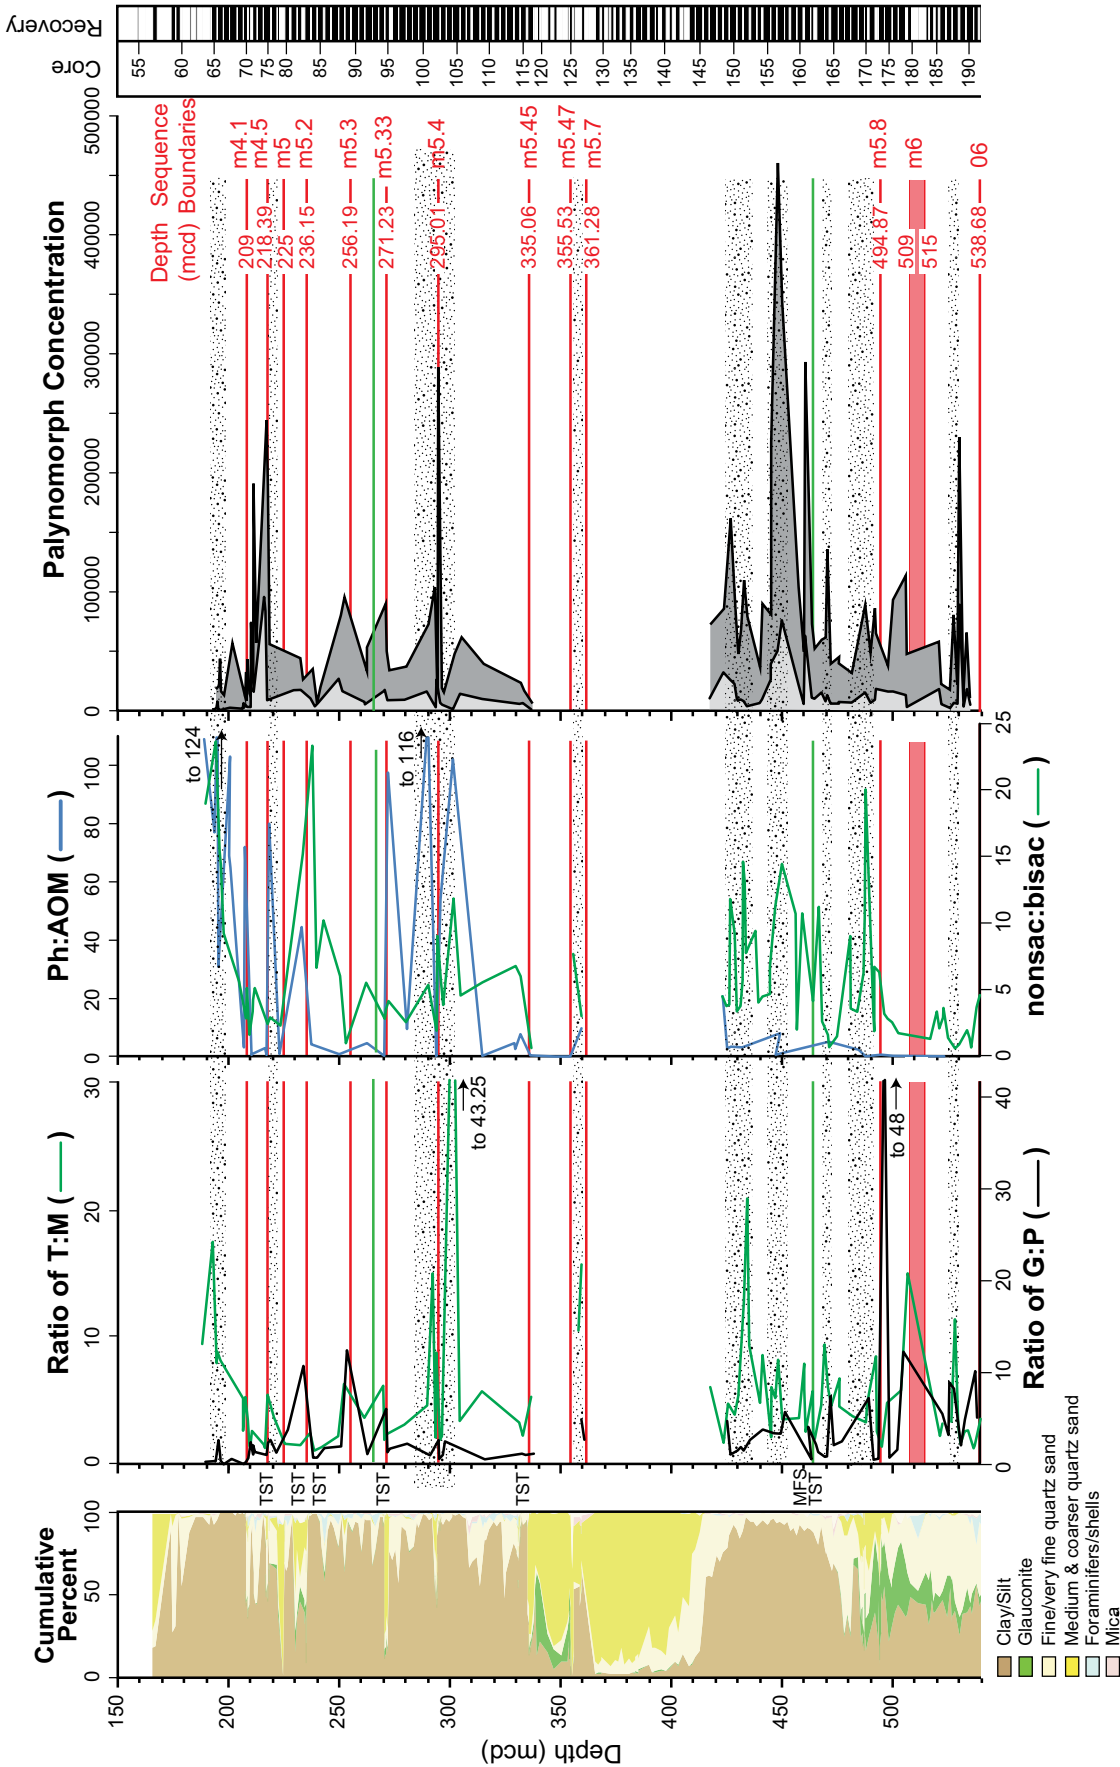 Recovery
Core
55
60
65
70
75
80
85
90
95
100
105
110
115
120
125
130
135
140
145
150
155
160
165
170
175
180
185
190
Palynomorph Concentration
0
100000
200000
300000
400000
500000
Depth Sequence
(mcd) Boundaries
209 m4.1
218.39 m4.5
225 m5
236.15 m5.2
256.19 m5.3
271.23 m5.33
295.01 m5.4
335.06 m5.45
355.53 m5.47
361.28 m5.7
494.87 m5.8
509 m6
515
538.68 06
Ph:AOM ( )
0
20
40
60
80
100
to 124
to 116
0
5
10
15
20
25
nonsac:bisac ( )
Ratio of T:M ( )
0
10
20
30
to 43.25
to 48
0
10
20
30
40
Ratio of G:P ( )
TST
TST
TST
TST
TST
MFS
TST
Cumulative
Percent
0
50
100
150
200
250
300
350
400
450
500
Depth (mcd)
Clay/Silt
Glauconite
Fine/very fine quartz sand
Medium & coarser quartz sand
Foraminifers/shells
Mica